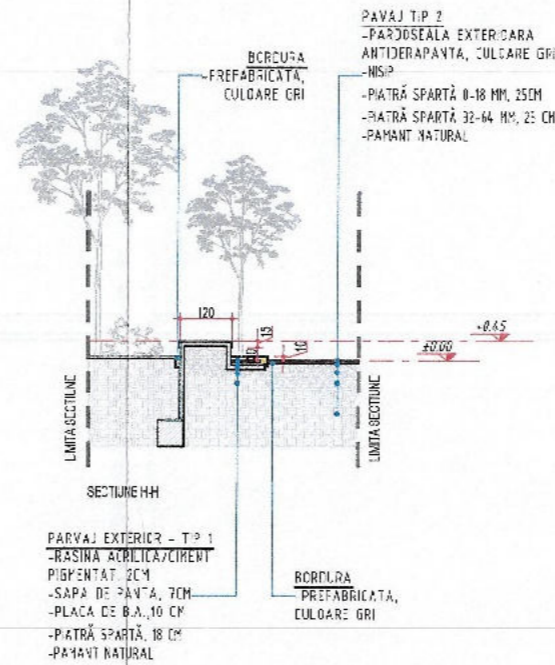 PAVAJ TIP 2
-PARDOSEALA EXTERIOARA
ANTIDERAPANTA, CULOARE GRI
-NISIP
-PIATRĂ SPARTĂ 0-18 MM, 25CM
-PIATRĂ SPARTĂ 32-64 MM, 25 CM
-PAMANT NATURAL
BORDURA
-PREFABRICATA,
CULOARE GRI
120
15
10
±0.00
LIMITA SECTIUNE
LIMITA SECTIUNE
SECTIUNE H-H
PARVAJ EXTERIOR - TIP 1
-RASINA ACRILICA/CIMENT
PIGMENTAT, 2CM
-SAPA DE PANTA, 7CM
-PLACA DE B.A., 10 CM
-PIATRĂ SPARTĂ, 18 CM
-PAMANT NATURAL
BORDURA
PREFABRICATA,
CULOARE GRI